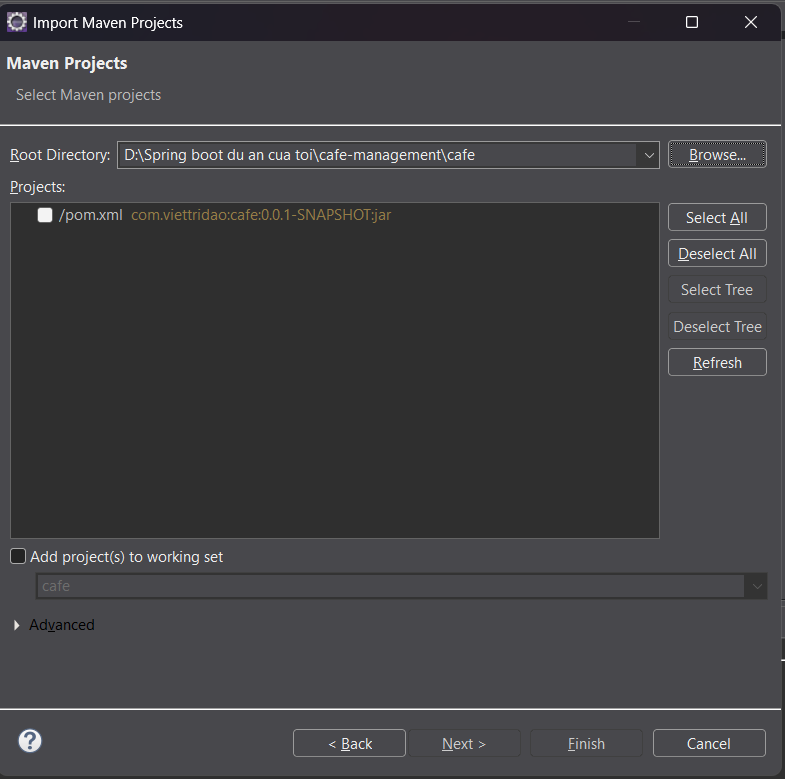 Import Maven Projects
Maven Projects
Select Maven projects
Root Directory: D:\Spring boot du an cua toi\cafe-management\cafe Browse...
Projects:
/pom.xml com.viettridao:cafe:0.0.1-SNAPSHOT:jar
Select All
Deselect All
Select Tree
Deselect Tree
Refresh
Add project(s) to working set
cafe
Advanced
? < Back Next > Finish Cancel